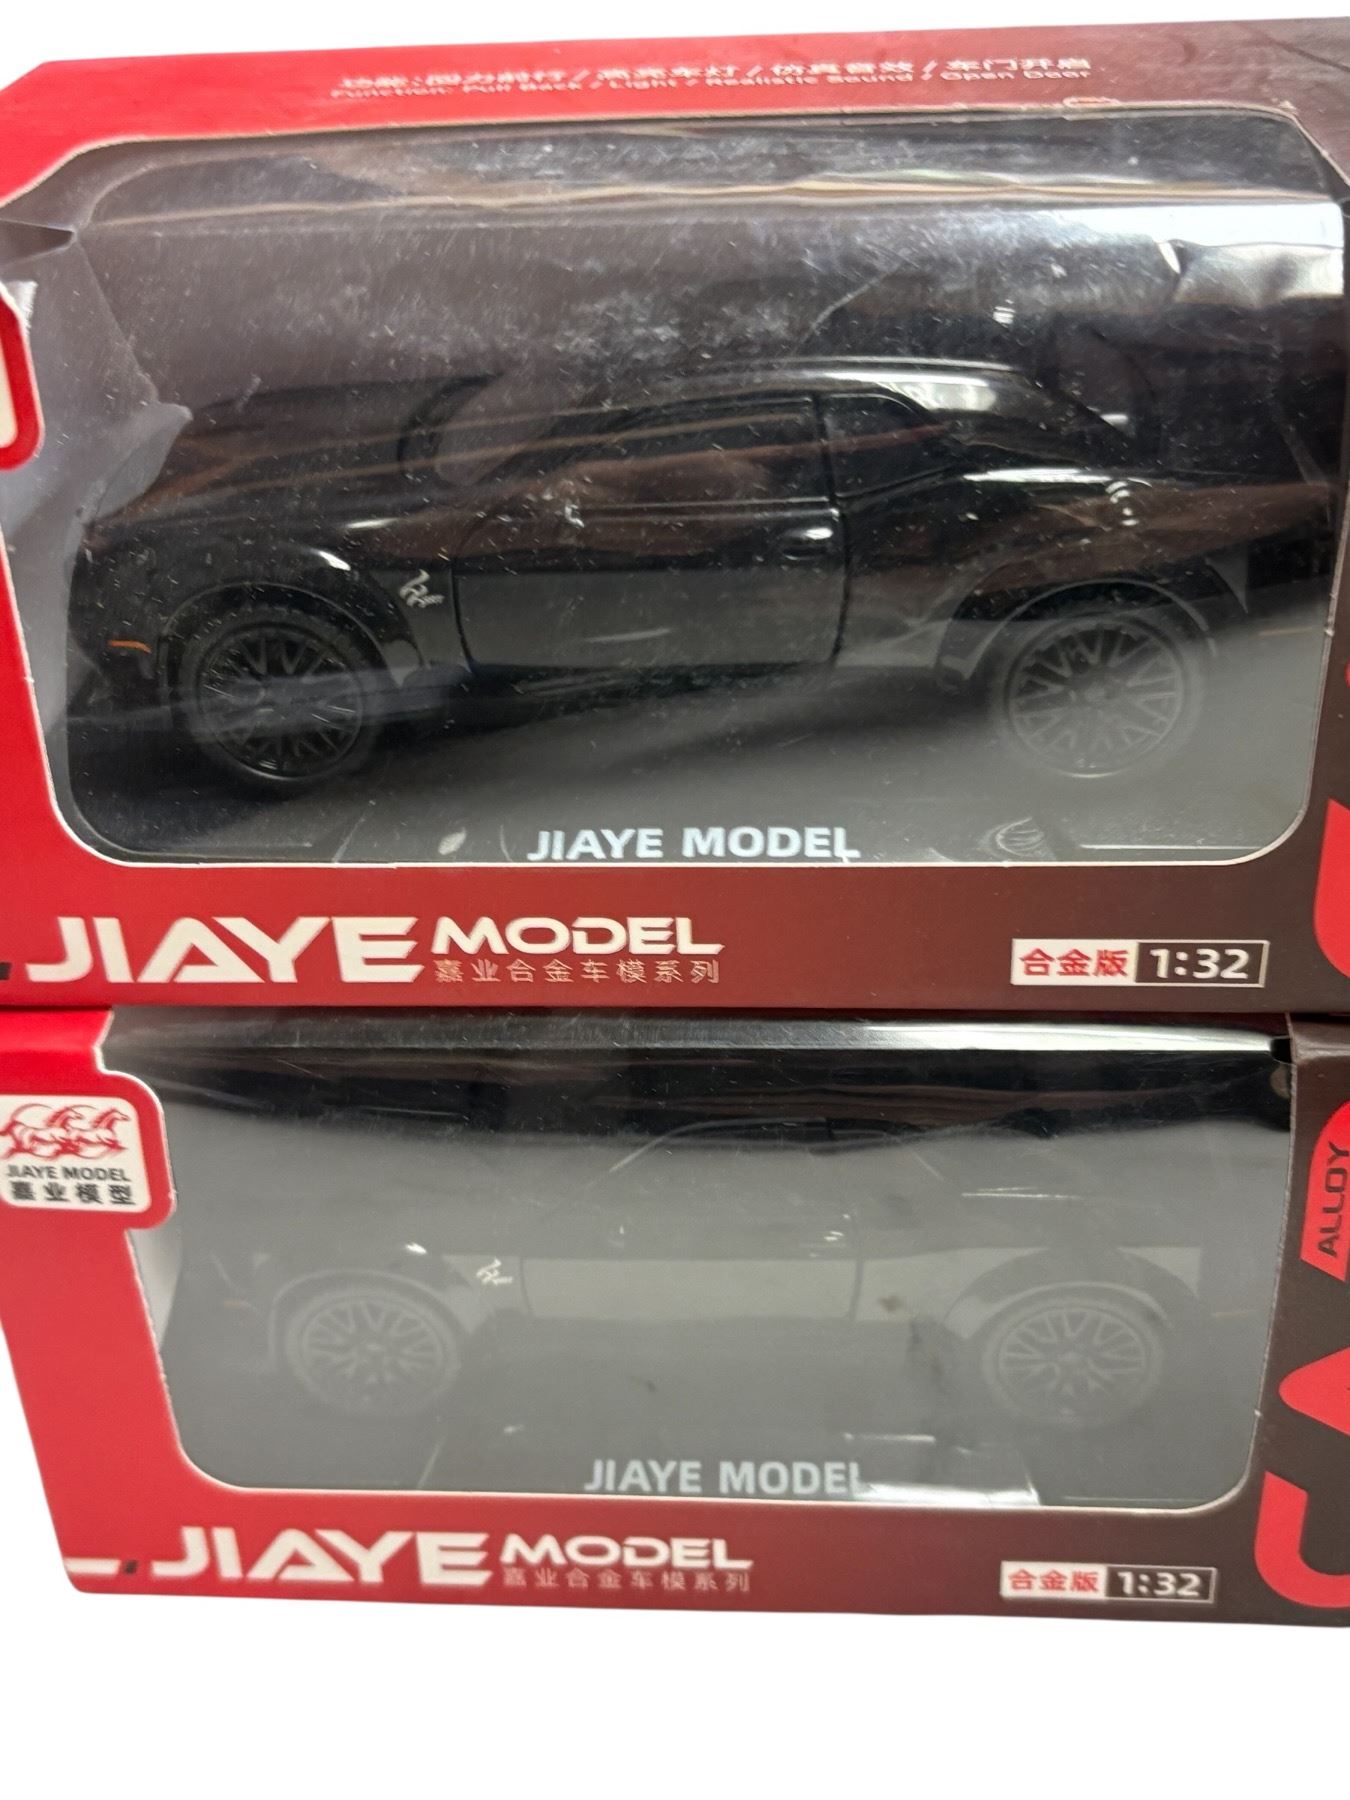 功能:回力前行/高亮车灯/仿真音效/车门开启
Function: Pull Back / Light / Realistic Sound / Open Door
JIAYE MODEL
JIAYE MODEL
嘉业合金车模系列
合金版 1:32
JIAYE MODEL
嘉业模型
ALLOY
JIAYE MODEL
JIAYE MODEL
嘉业合金车模系列
合金版 1:32